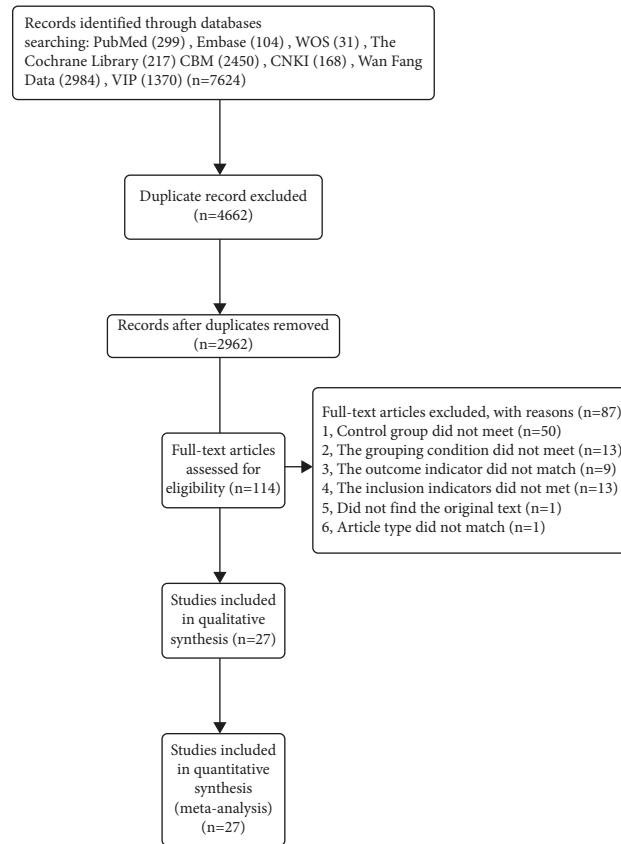 Records identified through databases
searching: PubMed (299) , Embase (104) , WOS (31) , The
Cochrane Library (217) CBM (2450) , CNKI (168) , Wan Fang
Data (2984) , VIP (1370) (n=7624)
Duplicate record excluded
(n=4662)
Records after duplicates removed
(n=2962)
Full-text articles
assessed for
eligibility (n=114)
Full-text articles excluded, with reasons (n=87)
1, Control group did not meet (n=50)
2, The grouping condition did not meet (n=13)
3, The outcome indicator did not match (n=9)
4, The inclusion indicators did not met (n=13)
5, Did not find the original text (n=1)
6, Article type did not match (n=1)
Studies included
in qualitative
synthesis (n=27)
Studies included
in quantitative
synthesis
(meta-analysis)
(n=27)